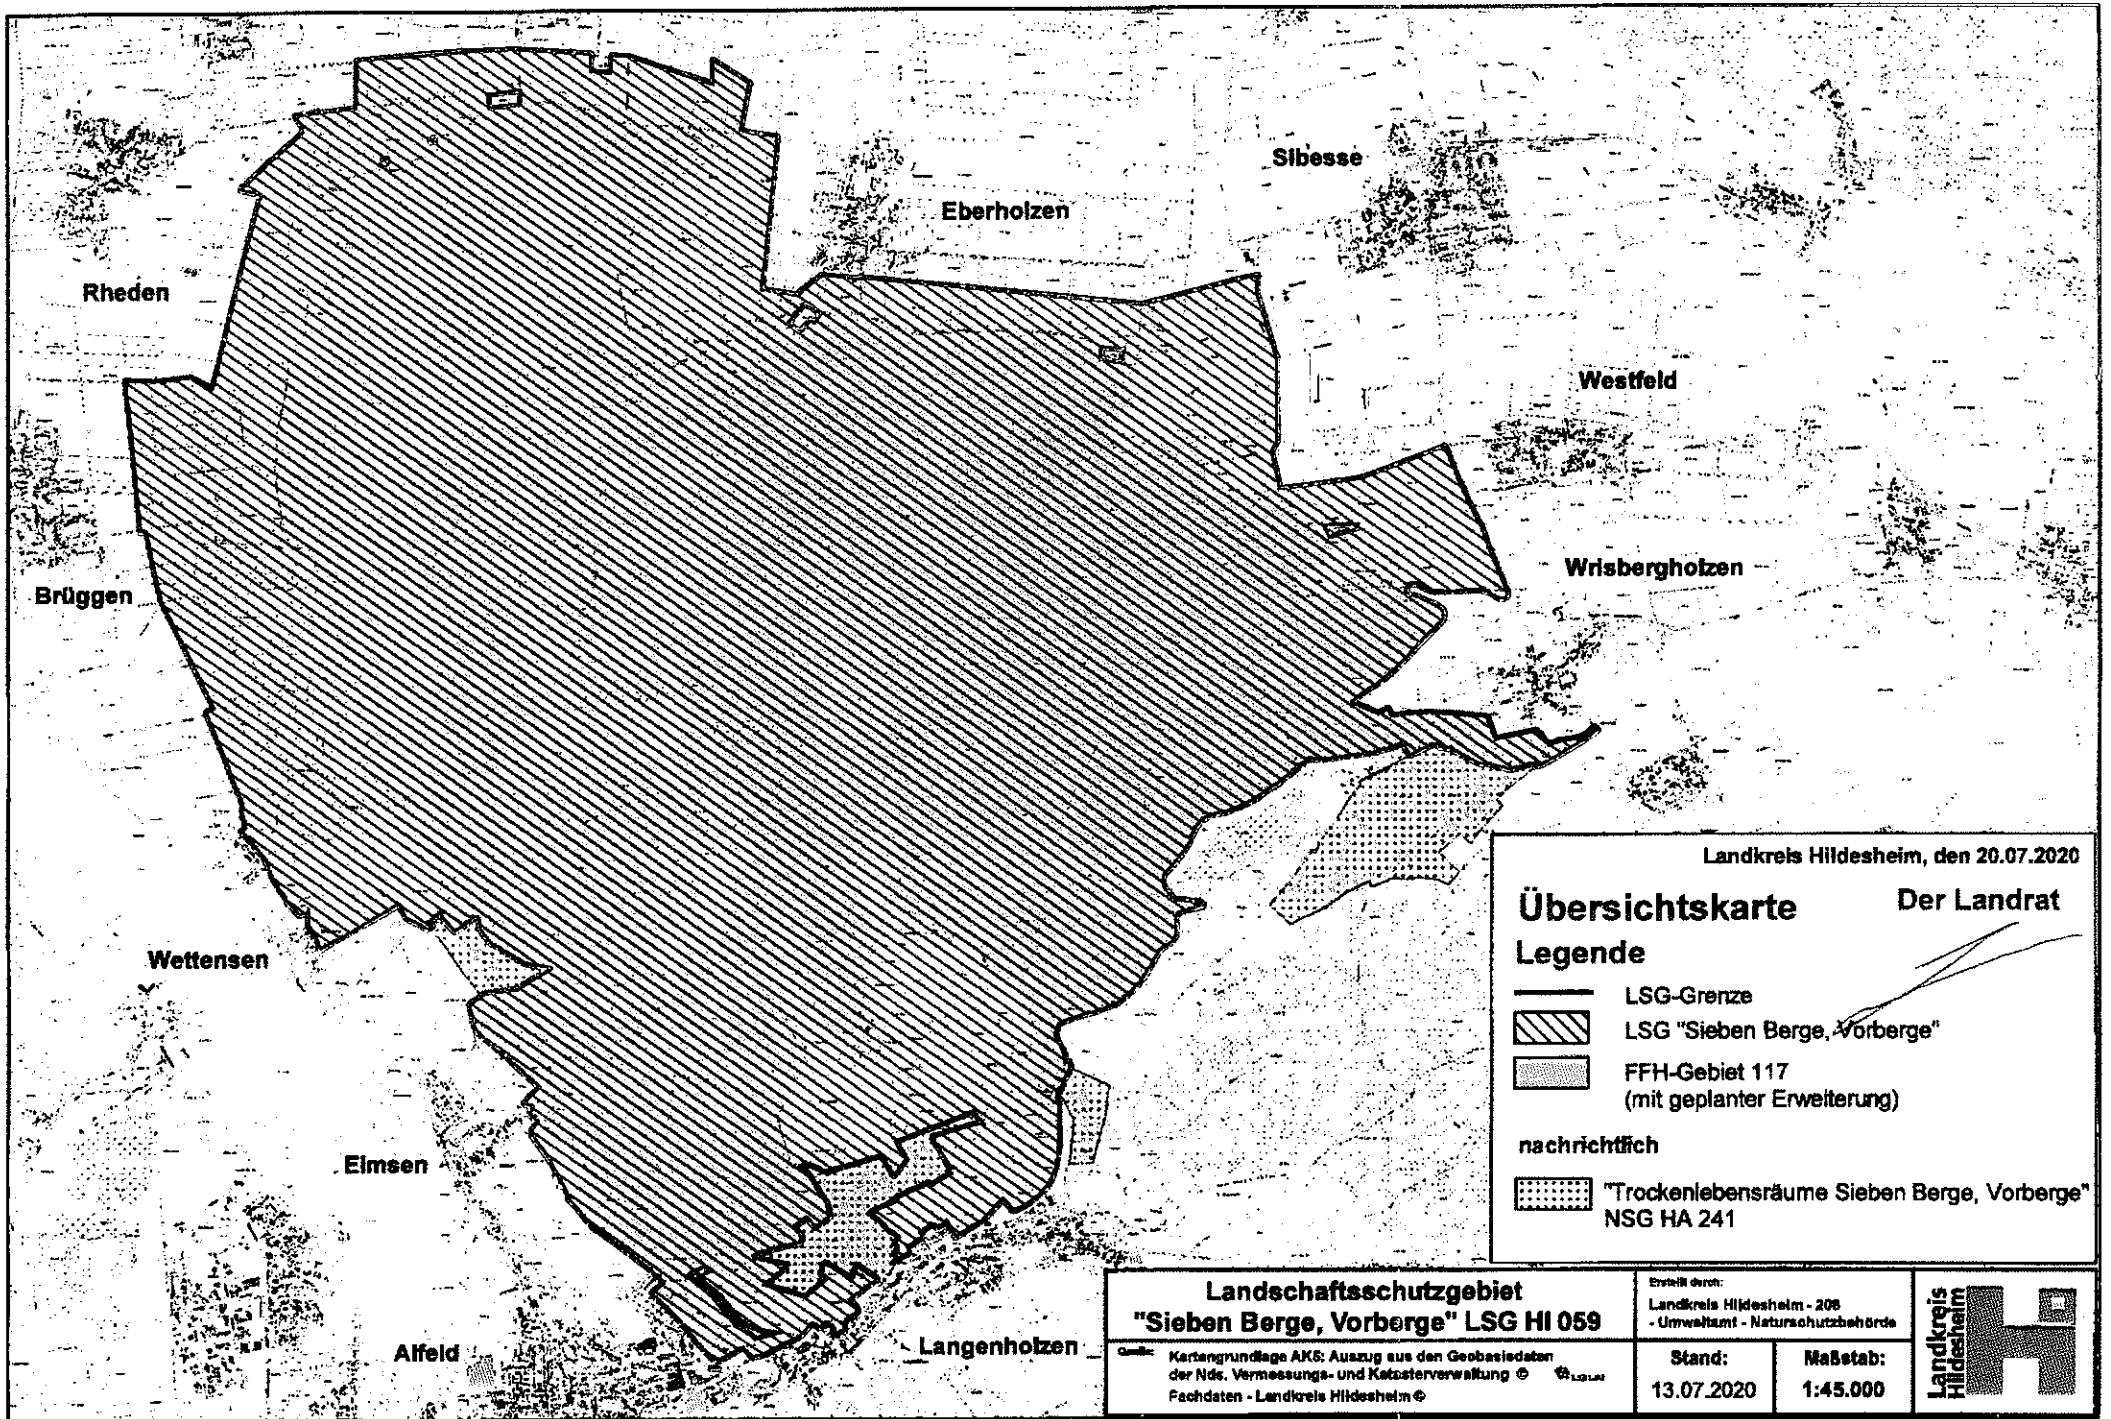 Sibesse
Eberholzen
Rheden
Westfeld
Wrisbergholzen
Brüggen
Wettensen
Eimsen
Alfeld
Langenholzen
Landkreis Hildesheim, den 20.07.2020
Übersichtskarte
Der Landrat
Legende
LSG-Grenze
LSG "Sieben Berge, Vorberge"
FFH-Gebiet 117
(mit geplanter Erweiterung)
nachrichtlich
"Trockenlebensräume Sieben Berge, Vorberge"
NSG HA 241
Landschaftsschutzgebiet
"Sieben Berge, Vorberge" LSG HI 059
Quelle:
Kartengrundlage AK5: Auszug aus den Geobasisdaten
der Nds. Vermessungs- und Katasterverwaltung ©
LGLN
Fachdaten - Landkreis Hildesheim ©
Erstellt durch:
Landkreis Hildesheim - 208
- Umweltamt - Naturschutzbehörde
Stand:
13.07.2020
Maßstab:
1:45.000
Landkreis
Hildesheim